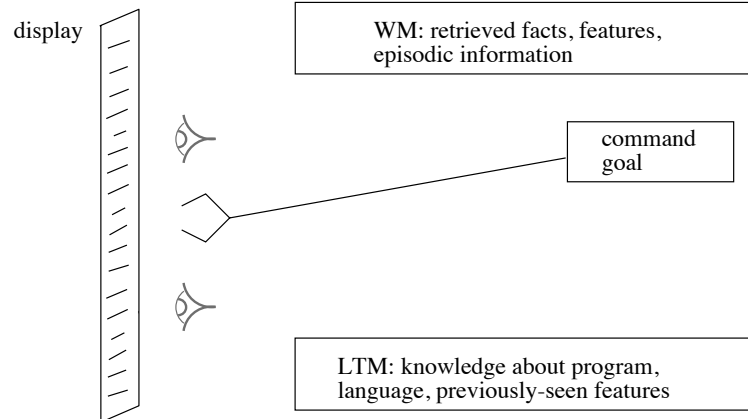 display
WM: retrieved facts, features,
episodic information
command
goal
LTM: knowledge about program,
language, previously-seen features